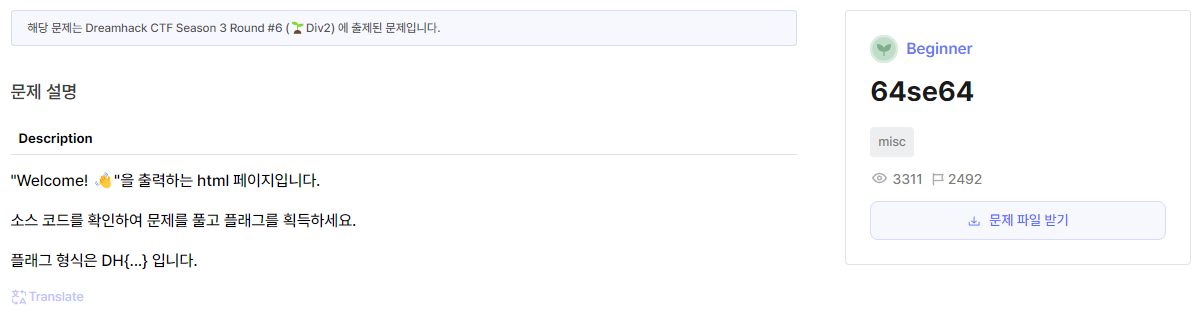 해당 문제는 Dreamhack CTF Season 3 Round #6 (🌱Div2) 에 출제된 문제입니다.
문제 설명
Description
"Welcome! 👋"을 출력하는 html 페이지입니다.
소스 코드를 확인하여 문제를 풀고 플래그를 획득하세요.
플래그 형식은 DH{...} 입니다.
Translate
Beginner
64se64
misc
3311 2492
문제 파일 받기